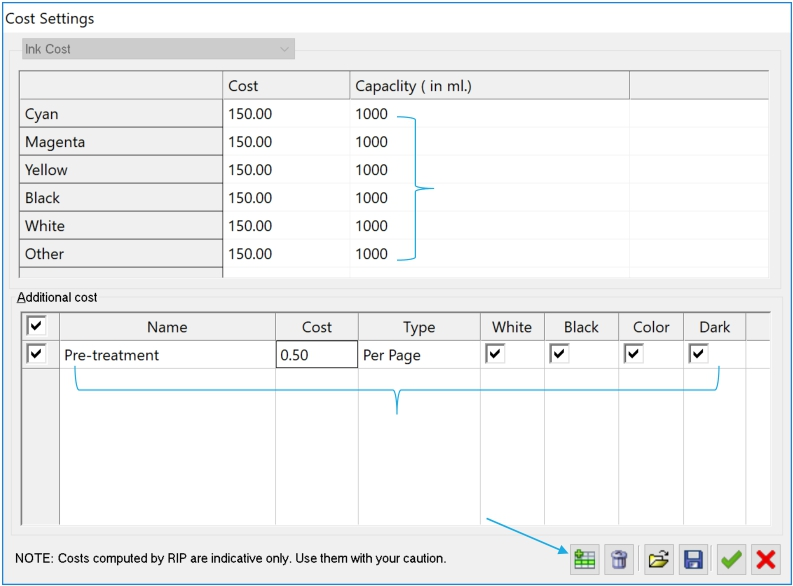 Cost Settings
Ink Cost
Cost Capaclity ( in ml.)
Cyan 150.00 1000
Magenta 150.00 1000
Yellow 150.00 1000
Black 150.00 1000
White 150.00 1000
Other 150.00 1000
Additional cost
Name Cost Type White Black Color Dark
Pre-treatment 0.50 Per Page
NOTE: Costs computed by RIP are indicative only. Use them with your caution.